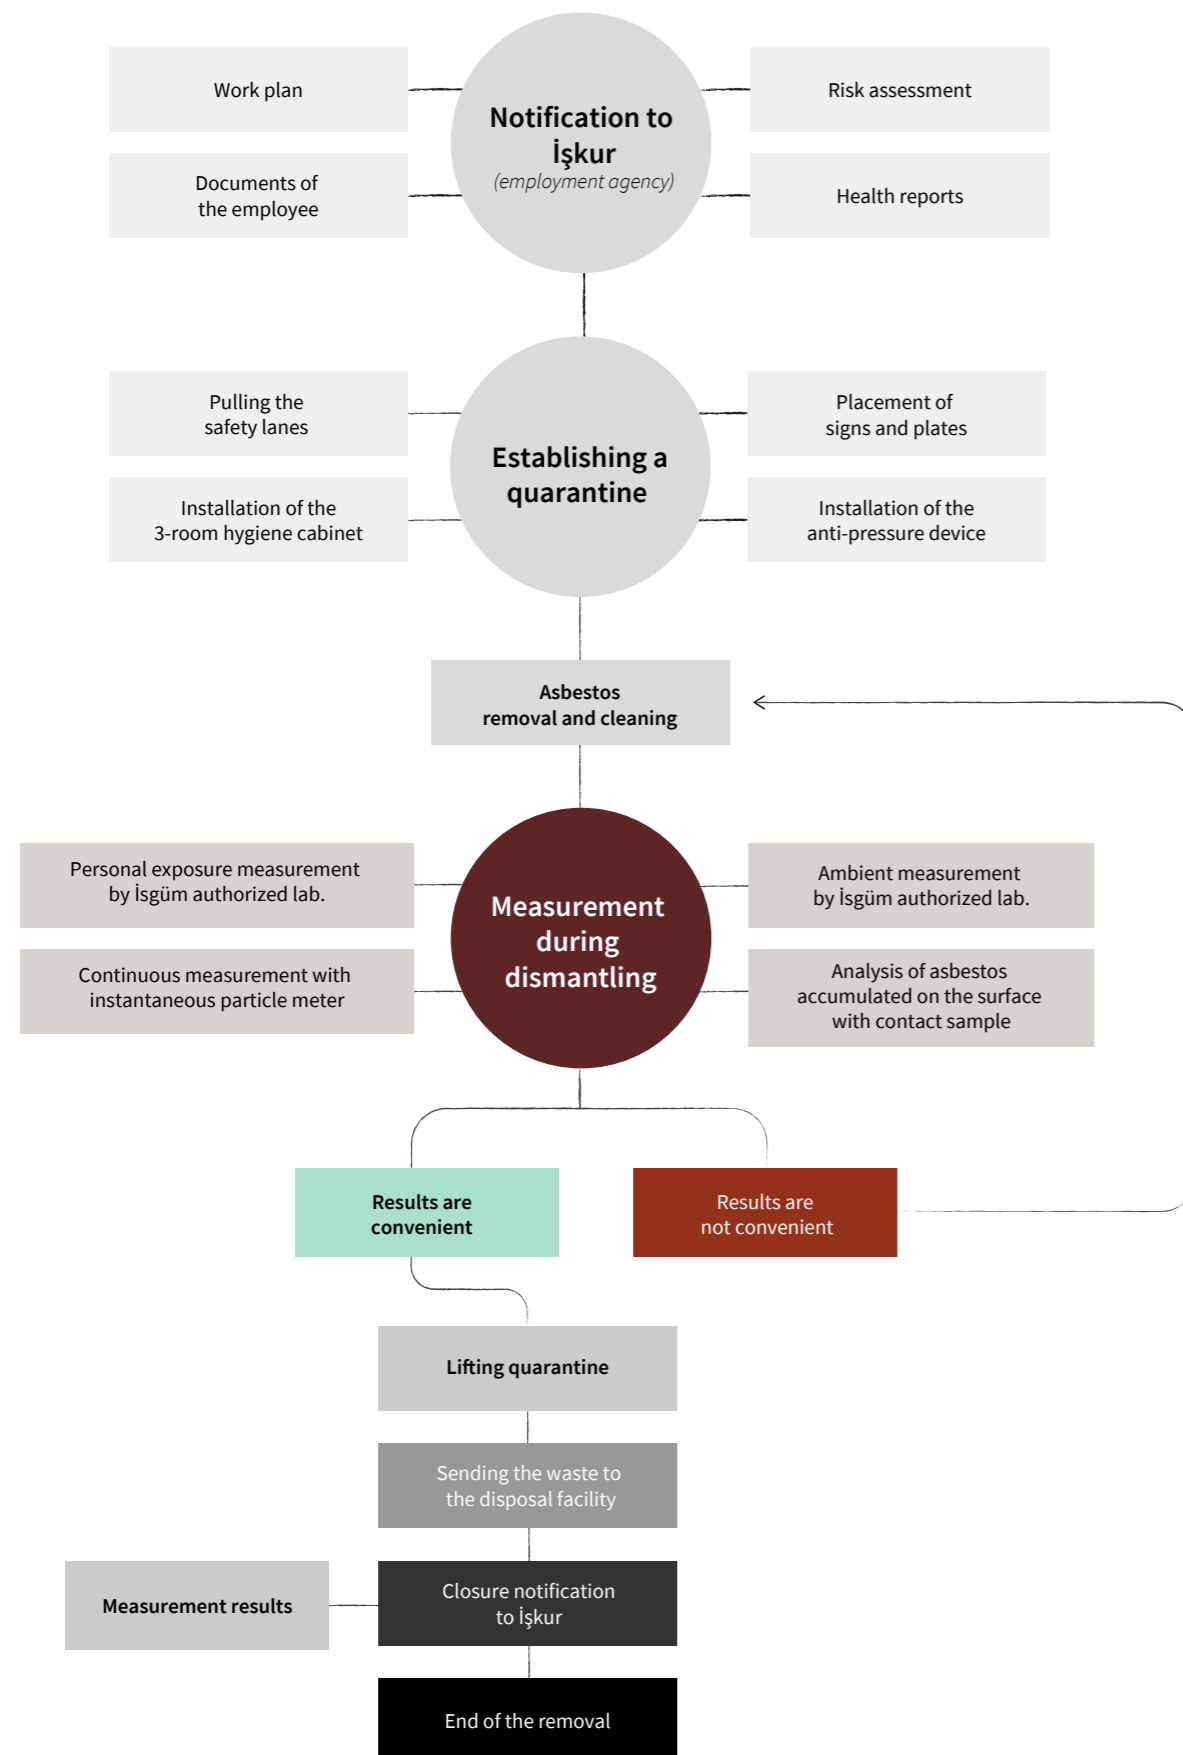 Work plan
Notification to
İşkur
(employment agency)
Risk assessment
Documents of
the employee
Health reports
Pulling the
safety lanes
Establishing a
quarantine
Placement of
signs and plates
Installation of the
3-room hygiene cabinet
Installation of the
anti-pressure device
Asbestos
removal and cleaning
Personal exposure measurement
by İsgüm authorized lab.
Measurement
during
dismantling
Ambient measurement
by İsgüm authorized lab.
Continuous measurement with
instantaneous particle meter
Analysis of asbestos
accumulated on the surface
with contact sample
Results are
convenient
Results are
not convenient
Lifting quarantine
Sending the waste to
the disposal facility
Measurement results
Closure notification
to İşkur
End of the removal